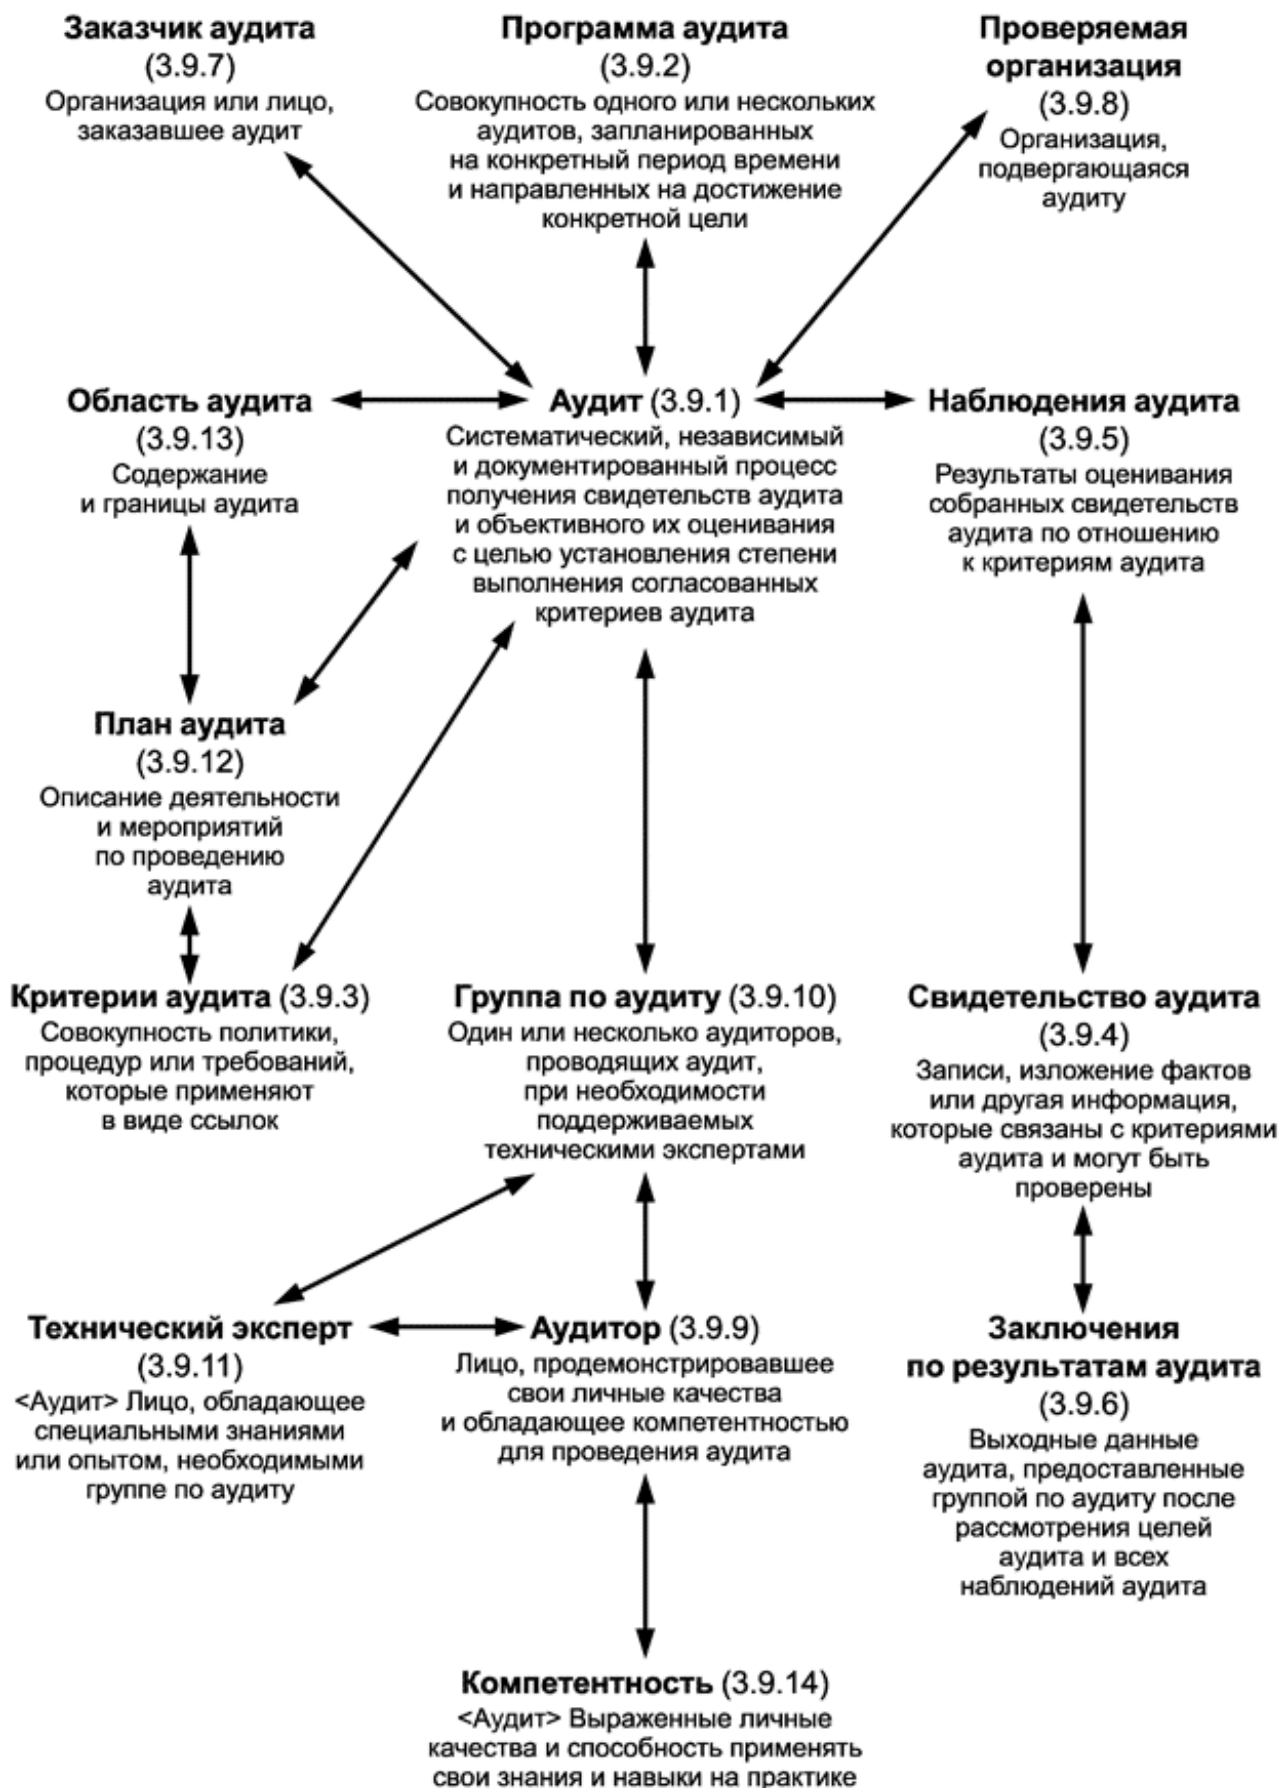 Заказчик аудита
(3.9.7)
Организация или лицо,
заказавшее аудит
Программа аудита
(3.9.2)
Совокупность одного или нескольких
аудитов, запланированных
на конкретный период времени
и направленных на достижение
конкретной цели
Проверяемая
организация
(3.9.8)
Организация,
подвергающаяся
аудиту
Область аудита
(3.9.13)
Содержание
и границы аудита
Аудит (3.9.1)
Систематический, независимый
и документированный процесс
получения свидетельств аудита
и объективного их оценивания
с целью установления степени
выполнения согласованных
критериев аудита
Наблюдения аудита
(3.9.5)
Результаты оценивания
собранных свидетельств
аудита по отношению
к критериям аудита
План аудита
(3.9.12)
Описание деятельности
и мероприятий
по проведению
аудита
Критерии аудита (3.9.3)
Совокупность политики,
процедур или требований,
которые применяют
в виде ссылок
Группа по аудиту (3.9.10)
Один или несколько аудиторов,
проводящих аудит,
при необходимости
поддерживаемых
техническими экспертами
Свидетельство аудита
(3.9.4)
Записи, изложение фактов
или другая информация,
которые связаны с критериями
аудита и могут быть
проверены
Технический эксперт
(3.9.11)
<Аудит> Лицо, обладающее
специальными знаниями
или опытом, необходимыми
группе по аудиту
Аудитор (3.9.9)
Лицо, продемонстрировавшее
свои личные качества
и обладающее компетентностью
для проведения аудита
Заключения
по результатам аудита
(3.9.6)
Выходные данные
аудита, предоставленные
группой по аудиту после
рассмотрения целей
аудита и всех
наблюдений аудита
Компетентность (3.9.14)
<Аудит> Выраженные личные
качества и способность применять
свои знания и навыки на практике